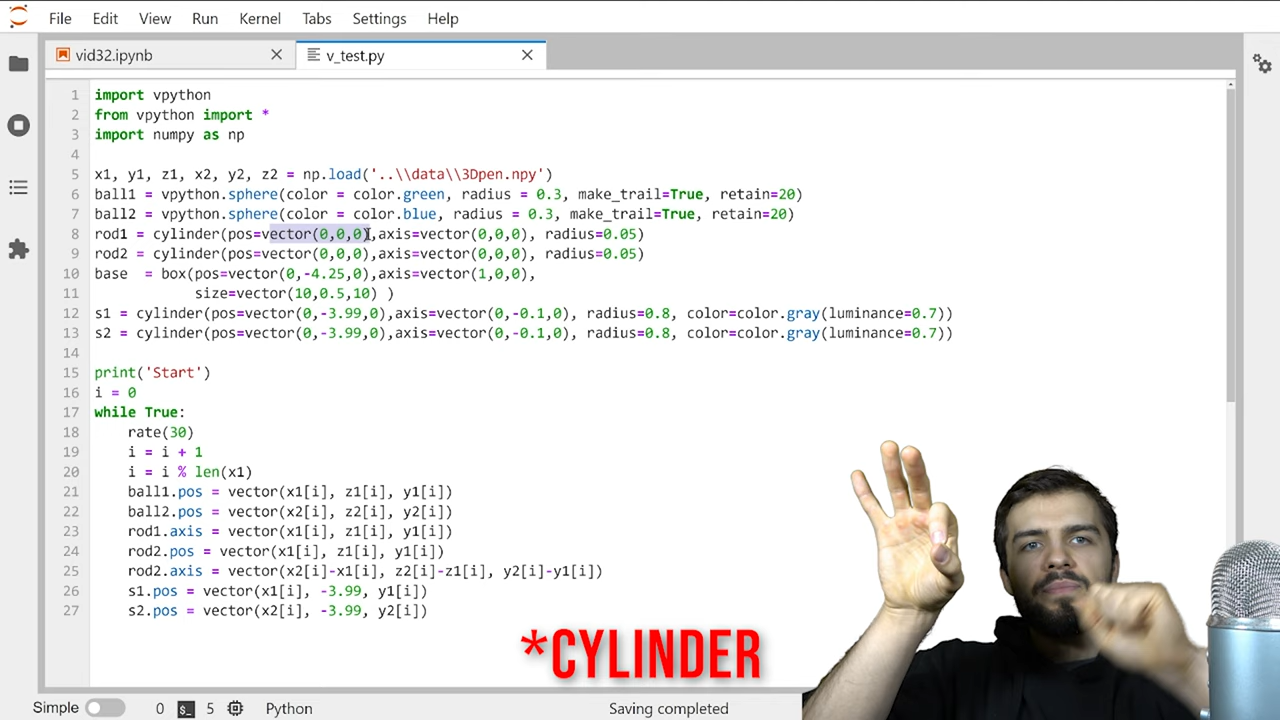 File Edit View Run Kernel Tabs Settings Help
vid32.ipynb v_test.py
1 import vpython
2 from vpython import *
3 import numpy as np
4
5 x1, y1, z1, x2, y2, z2 = np.load('..\\data\\3Dpen.npy')
6 ball1 = vpython.sphere(color = color.green, radius = 0.3, make_trail=True, retain=20)
7 ball2 = vpython.sphere(color = color.blue, radius = 0.3, make_trail=True, retain=20)
8 rod1 = cylinder(pos=vector(0,0,0),axis=vector(0,0,0), radius=0.05)
9 rod2 = cylinder(pos=vector(0,0,0),axis=vector(0,0,0), radius=0.05)
10 base  = box(pos=vector(0,-4.25,0),axis=vector(1,0,0),
11             size=vector(10,0.5,10) )
12 s1 = cylinder(pos=vector(0,-3.99,0),axis=vector(0,-0.1,0), radius=0.8, color=color.gray(luminance=0.7))
13 s2 = cylinder(pos=vector(0,-3.99,0),axis=vector(0,-0.1,0), radius=0.8, color=color.gray(luminance=0.7))
14
15 print('Start')
16 i = 0
17 while True:
18     rate(30)
19     i = i + 1
20     i = i % len(x1)
21     ball1.pos = vector(x1[i], z1[i], y1[i])
22     ball2.pos = vector(x2[i], z2[i], y2[i])
23     rod1.axis = vector(x1[i], z1[i], y1[i])
24     rod2.pos = vector(x1[i], z1[i], y1[i])
25     rod2.axis = vector(x2[i]-x1[i], z2[i]-z1[i], y2[i]-y1[i])
26     s1.pos = vector(x1[i], -3.99, y1[i])
27     s2.pos = vector(x2[i], -3.99, y2[i])
*CYLINDER
Simple 0 5 Python Saving completed